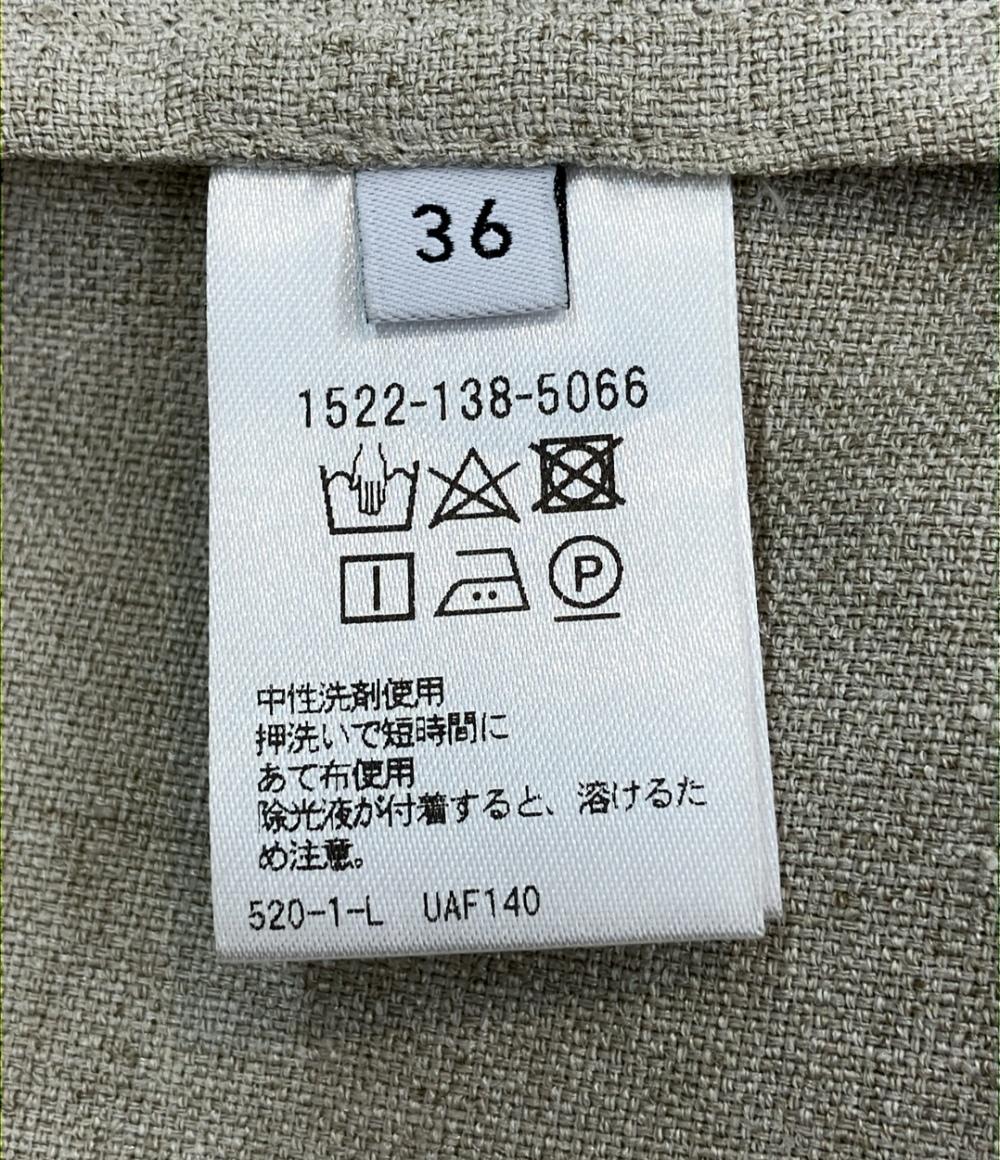 36
1522-138-5066
P
中性洗剤使用
押洗いで短時間に
あて布使用
除光液が付着すると、溶けるた
め注意。
520-1-L UAF140